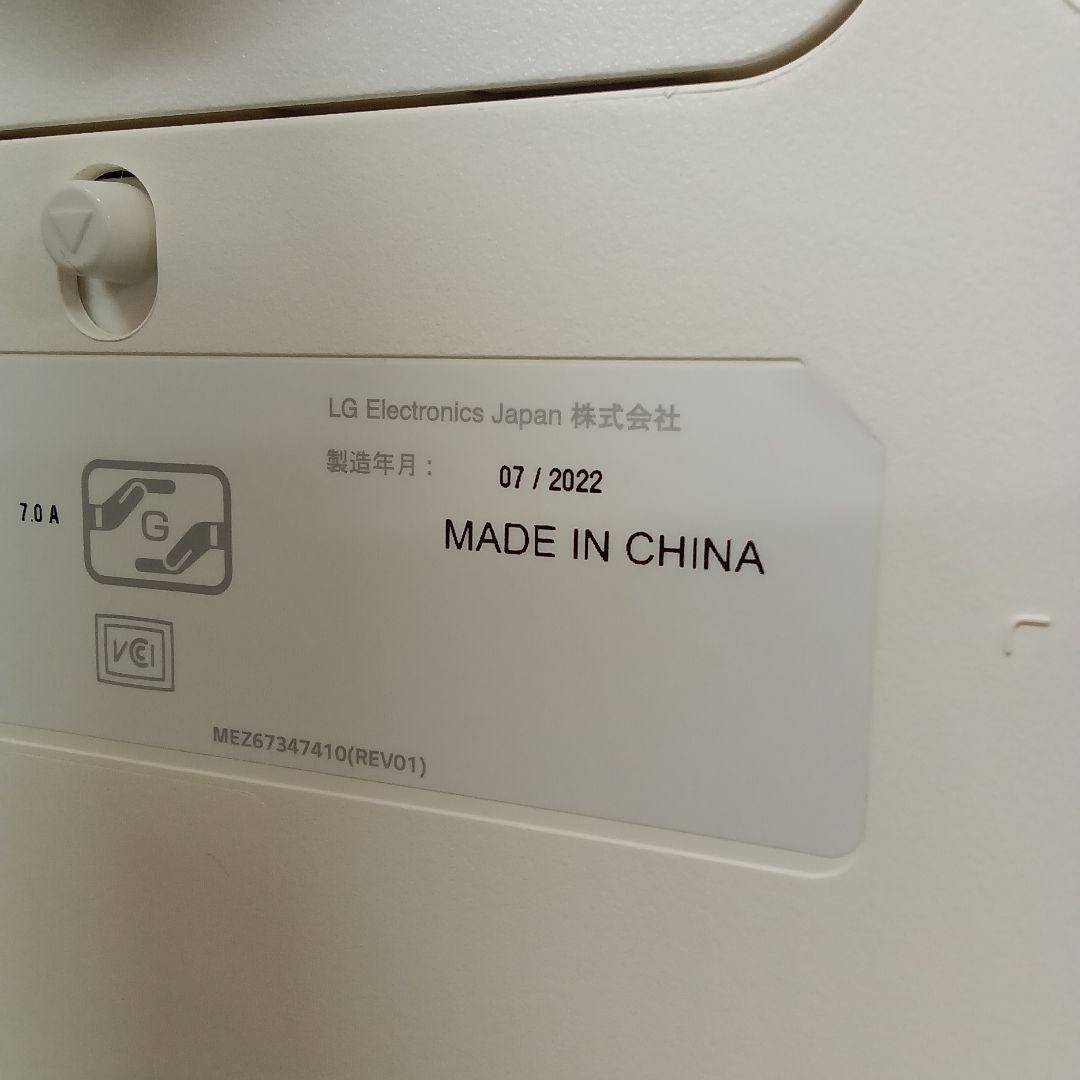 LG Electronics Japan 株式会社
製造年月 : 07 / 2022
7.0 A
G
MADE IN CHINA
VCCI
MEZ67347410(REV01)